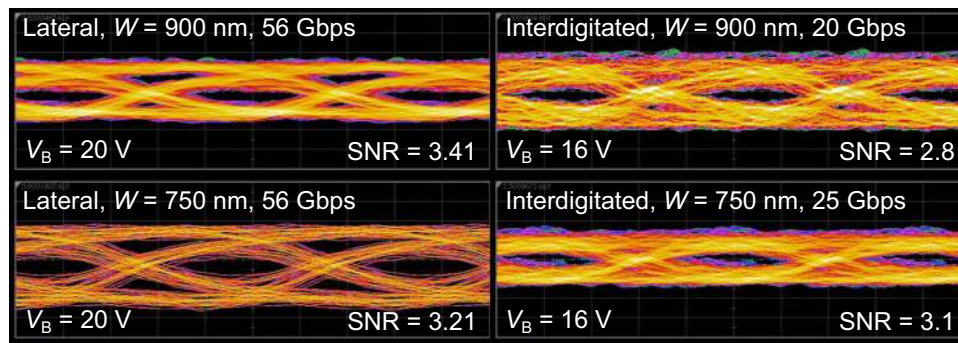 Lateral, W = 900 nm, 56 Gbps
V_B = 20 V
SNR = 3.41
Interdigitated, W = 900 nm, 20 Gbps
V_B = 16 V
SNR = 2.8
Lateral, W = 750 nm, 56 Gbps
V_B = 20 V
SNR = 3.21
Interdigitated, W = 750 nm, 25 Gbps
V_B = 16 V
SNR = 3.1